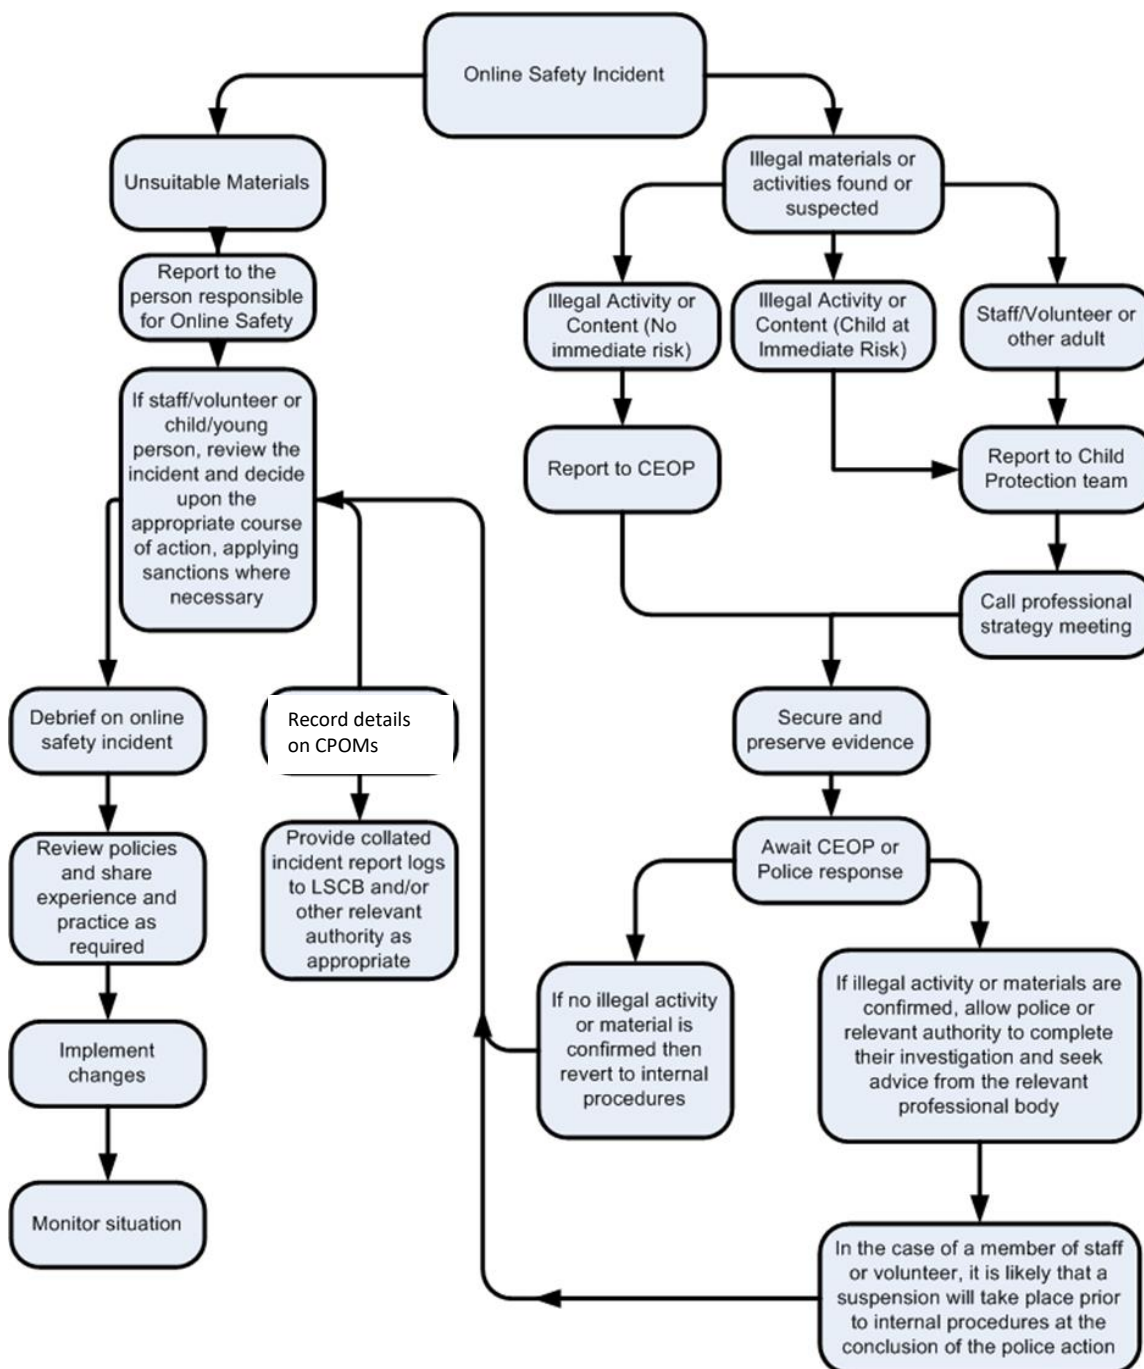 Online Safety Incident
Unsuitable Materials
Illegal materials or
activities found or
suspected
Report to the
person responsible
for Online Safety
Illegal Activity or
Content (No
immediate risk)
Illegal Activity or
Content (Child at
Immediate Risk)
Staff/Volunteer or
other adult
If staff/volunteer or
child/young
person, review the
incident and decide
upon the
appropriate course
of action, applying
sanctions where
necessary
Report to CEOP
Report to Child
Protection team
Call professional
strategy meeting
Debrief on online
safety incident
Record details
on CPOMs
Secure and
preserve evidence
Review policies
and share
experience and
practice as
required
Provide collated
incident report logs
to LSCB and/or
other relevant
authority as
appropriate
Await CEOP or
Police response
If no illegal activity
or material is
confirmed then
revert to internal
procedures
If illegal activity or materials are
confirmed, allow police or
relevant authority to complete
their investigation and seek
advice from the relevant
professional body
Implement
changes
Monitor situation
In the case of a member of staff
or volunteer, it is likely that a
suspension will take place prior
to internal procedures at the
conclusion of the police action